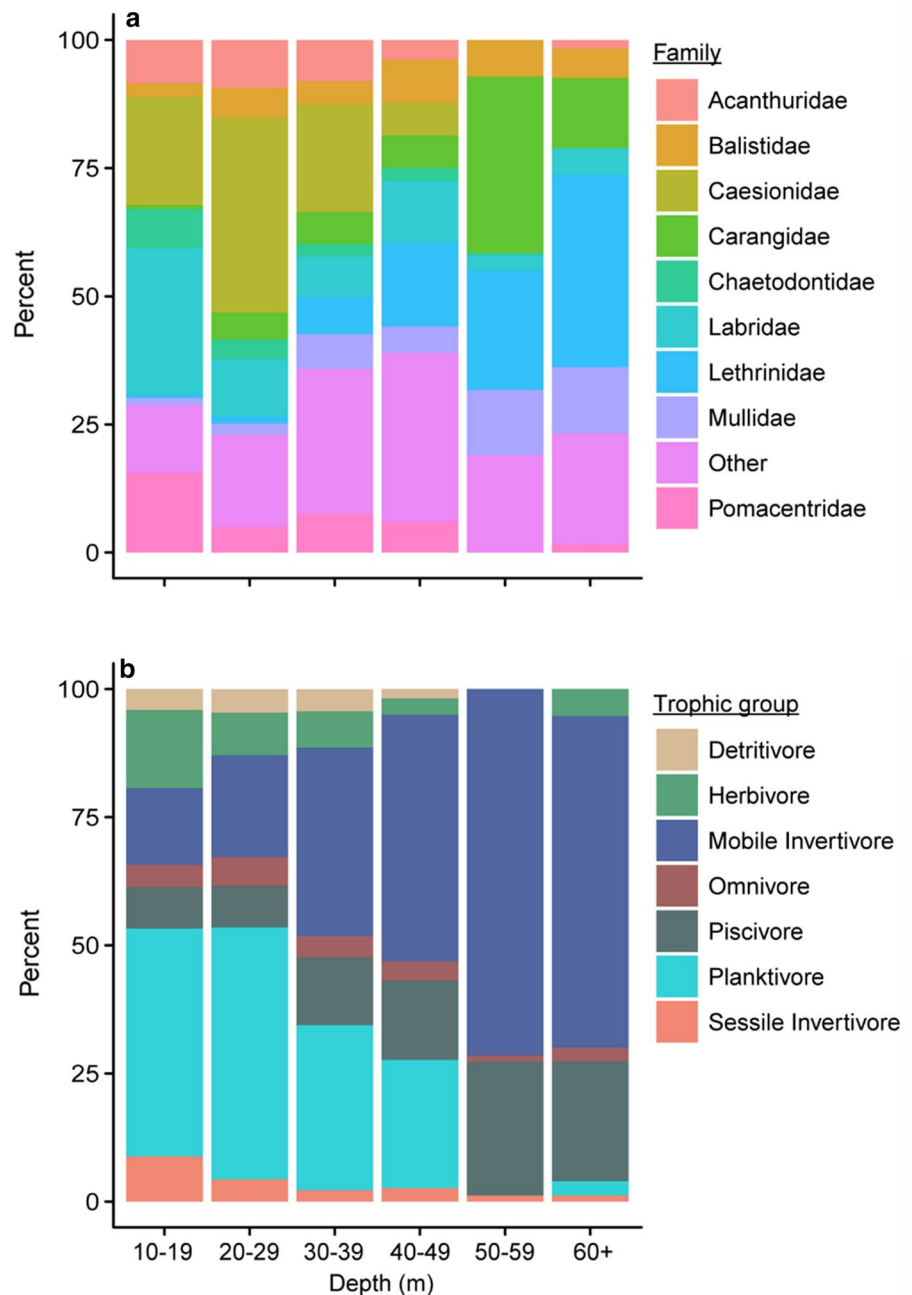 a
100
75
50
25
0
Percent
Family
Acanthuridae
Balistidae
Caesionidae
Carangidae
Chaetodontidae
Labridae
Lethrinidae
Mullidae
Other
Pomacentridae
b
100
75
50
25
0
Percent
Trophic group
Detritivore
Herbivore
Mobile Invertivore
Omnivore
Piscivore
Planktivore
Sessile Invertivore
10-19 20-29 30-39 40-49 50-59 60+
Depth (m)